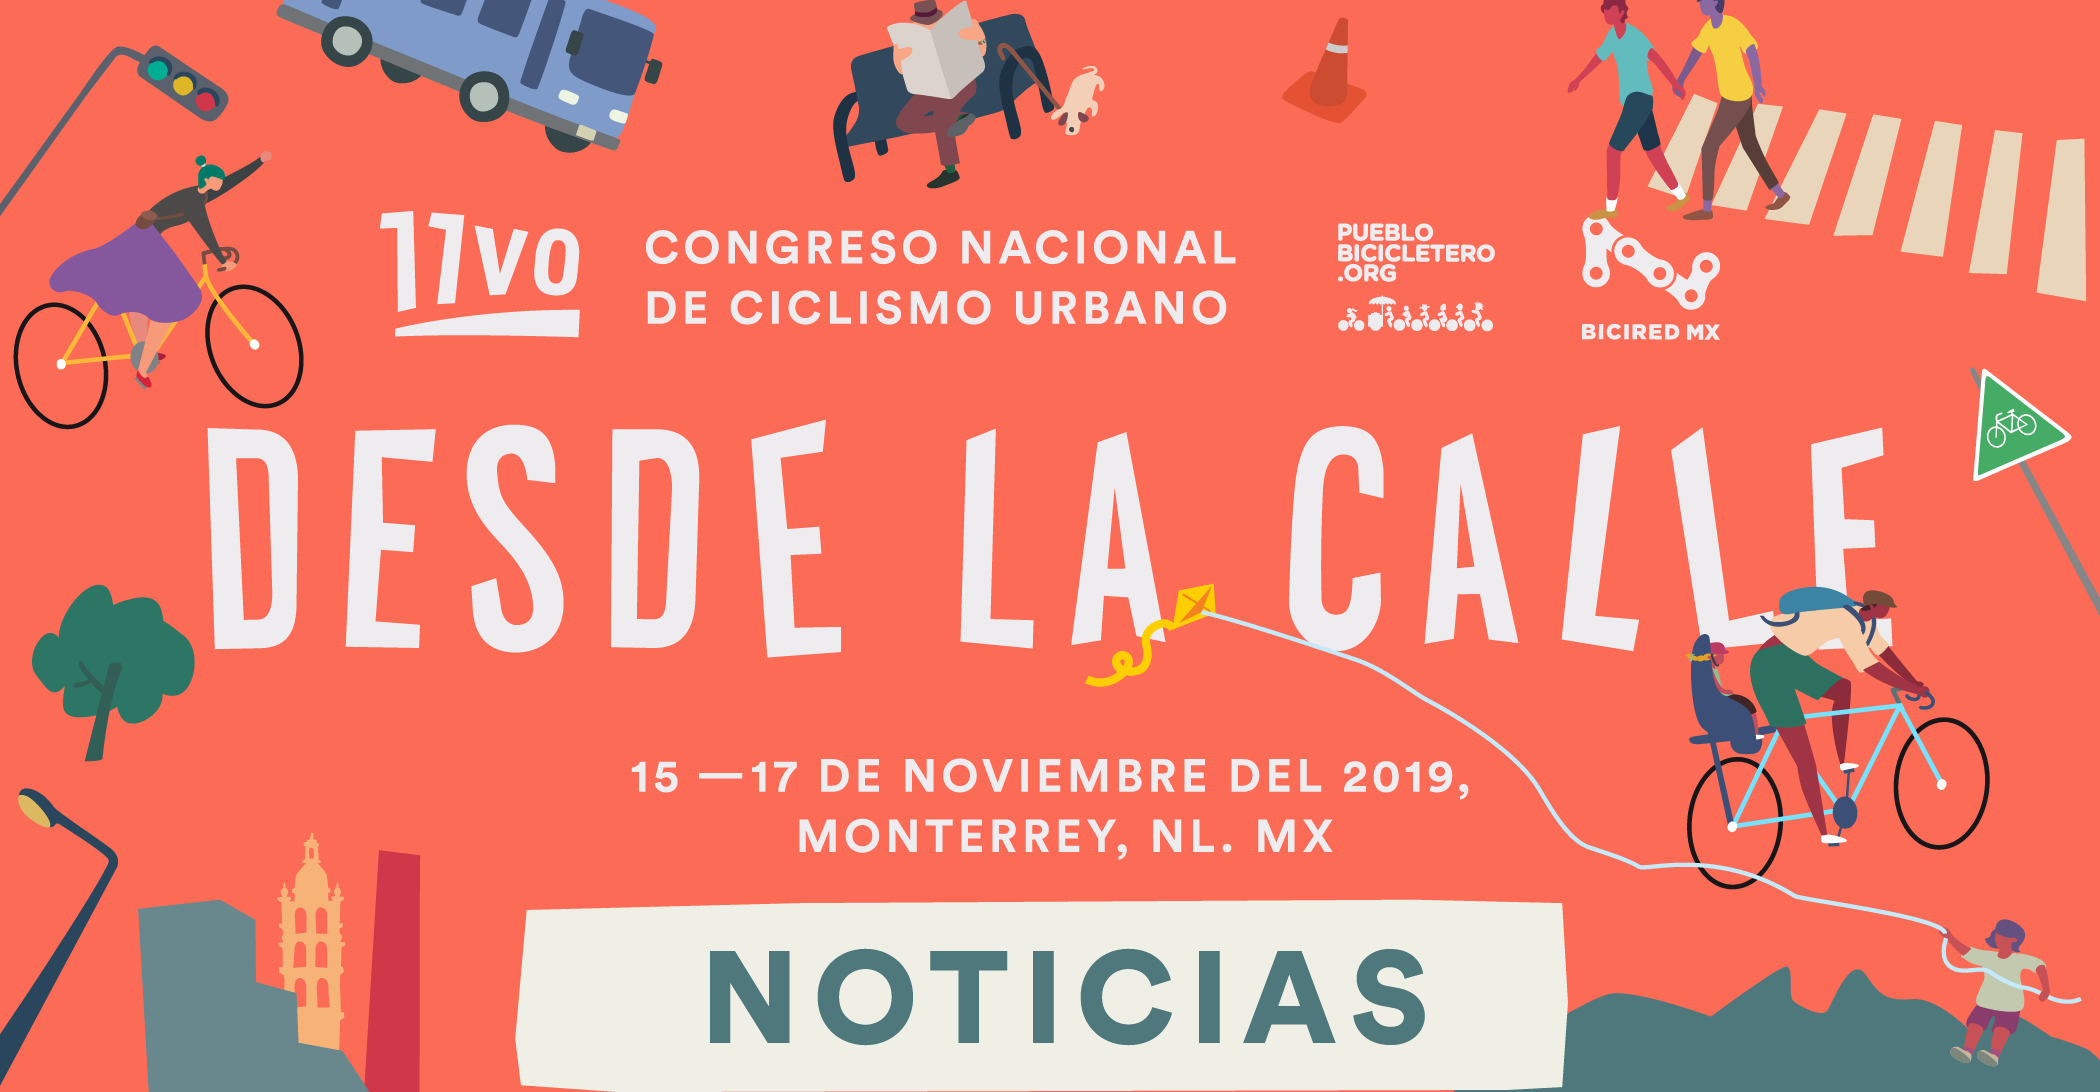 11vo
CONGRESO NACIONAL
DE CICLISMO URBANO
PUEBLO
BICICLETERO
.ORG
BICIRED MX
DESDE LA CALLE
15 —17 DE NOVIEMBRE DEL 2019,
MONTERREY, NL. MX
NOTICIAS